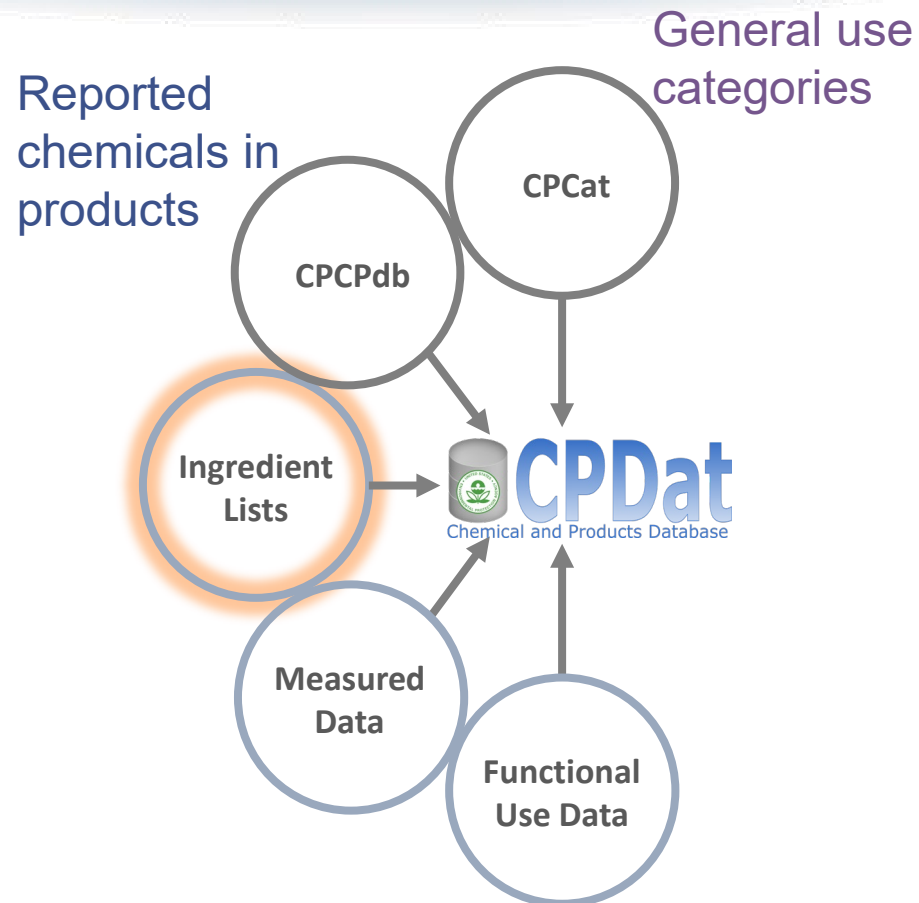 General use
categories
Reported
chemicals in
products
CPCat
CPCPdb
Ingredient
Lists
CPDat
Chemical and Products Database
Measured
Data
Functional
Use Data